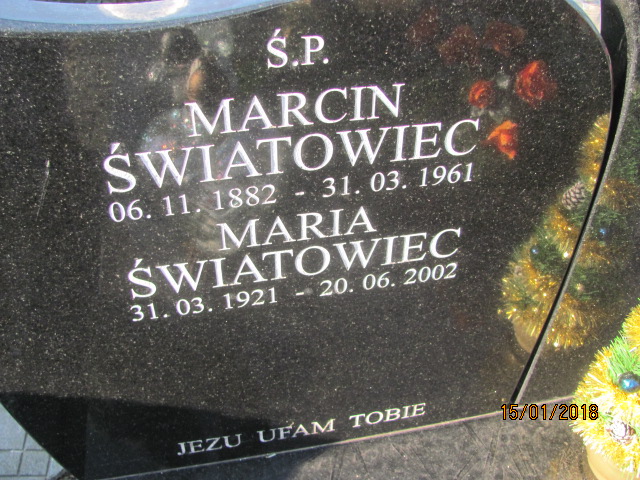 Ś.P.
MARCIN
ŚWIATOWIEC
06. 11. 1882 - 31. 03. 1961
MARIA
ŚWIATOWIEC
31. 03. 1921 - 20. 06. 2002
JEZU UFAM TOBIE
15/01/2018